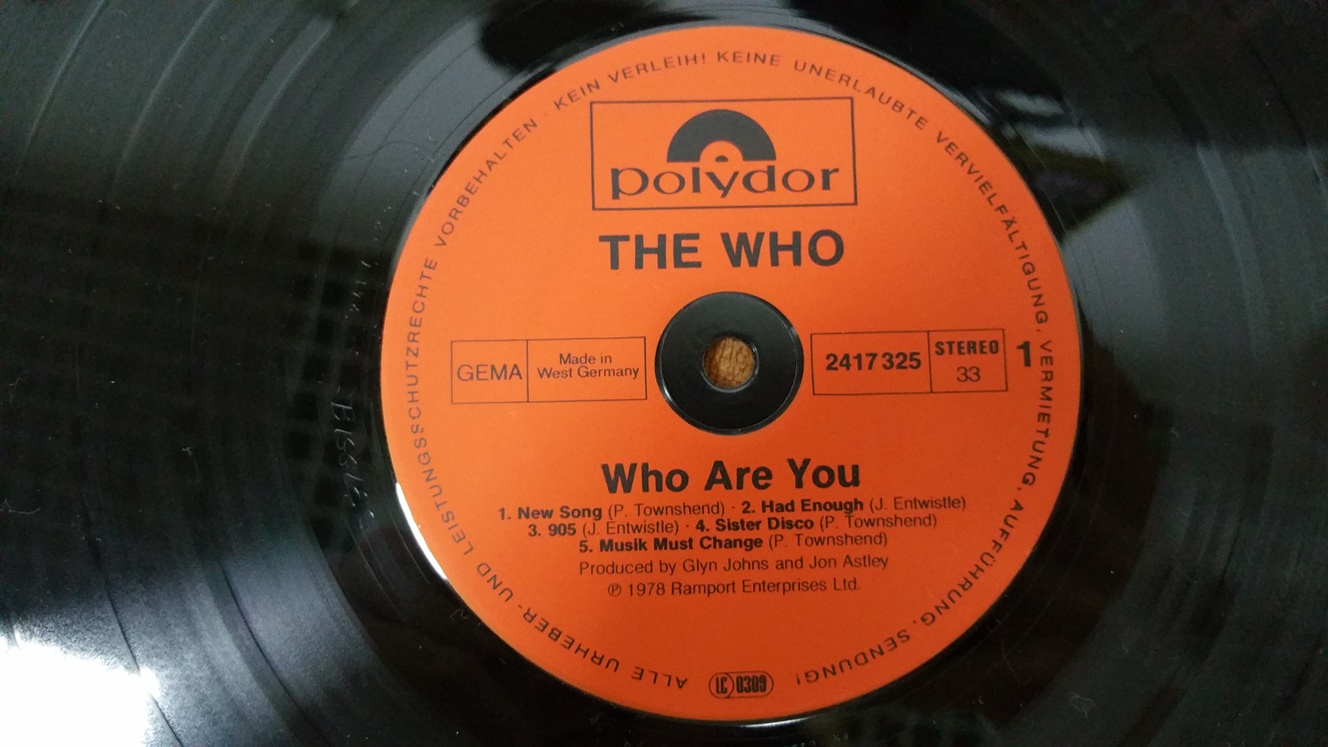 ALLE URHEBER- UND LEISTUNGSSCHUTZRECHTE VORBEHALTEN · KEIN VERLEIH! KEINE UNERLAUBTE VERVIELFÄLTIGUNG, VERMIETUNG, AUFFÜHRUNG, SENDUNG!
polydor
THE WHO
GEMA
Made in
West Germany
2417 325
STEREO
33
1
Who Are You
1. New Song (P. Townshend) · 2. Had Enough (J. Entwistle)
3. 905 (J. Entwistle) · 4. Sister Disco (P. Townshend)
5. Musik Must Change (P. Townshend)
Produced by Glyn Johns and Jon Astley
℗ 1978 Ramport Enterprises Ltd.
LC 0309